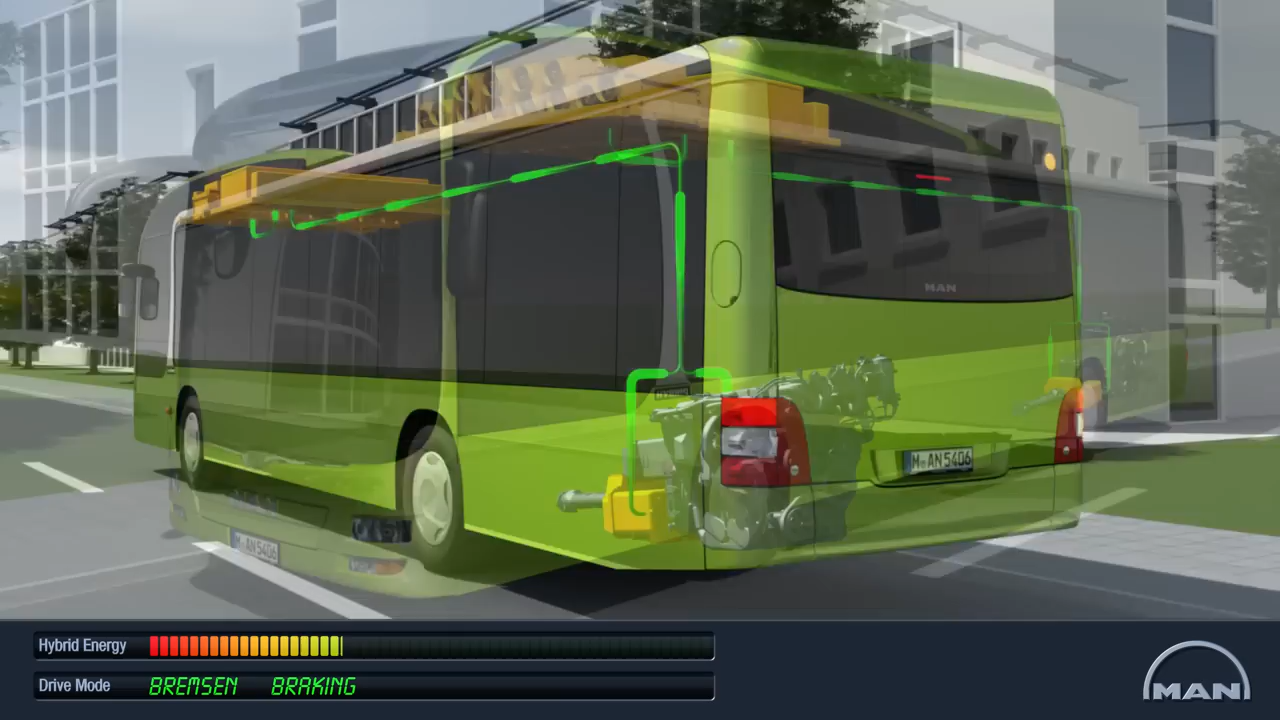 MAN
M AN 5406
M AN 5406
Hybrid Energy
Drive Mode BREMSEN BRAKING
MAN